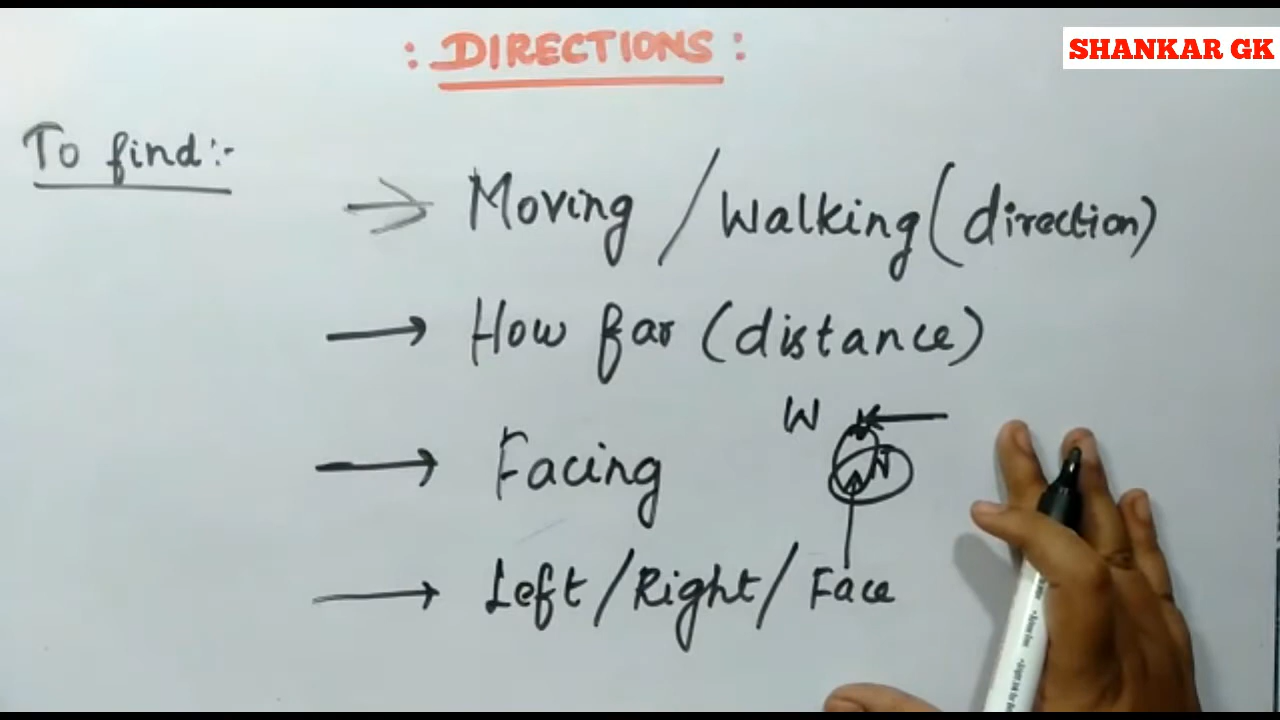 SHANKAR GK
: DIRECTIONS :
To find:-
→ Moving / Walking (direction)
→ How far (distance)
→ Facing
W
N
→ Left / Right / Face